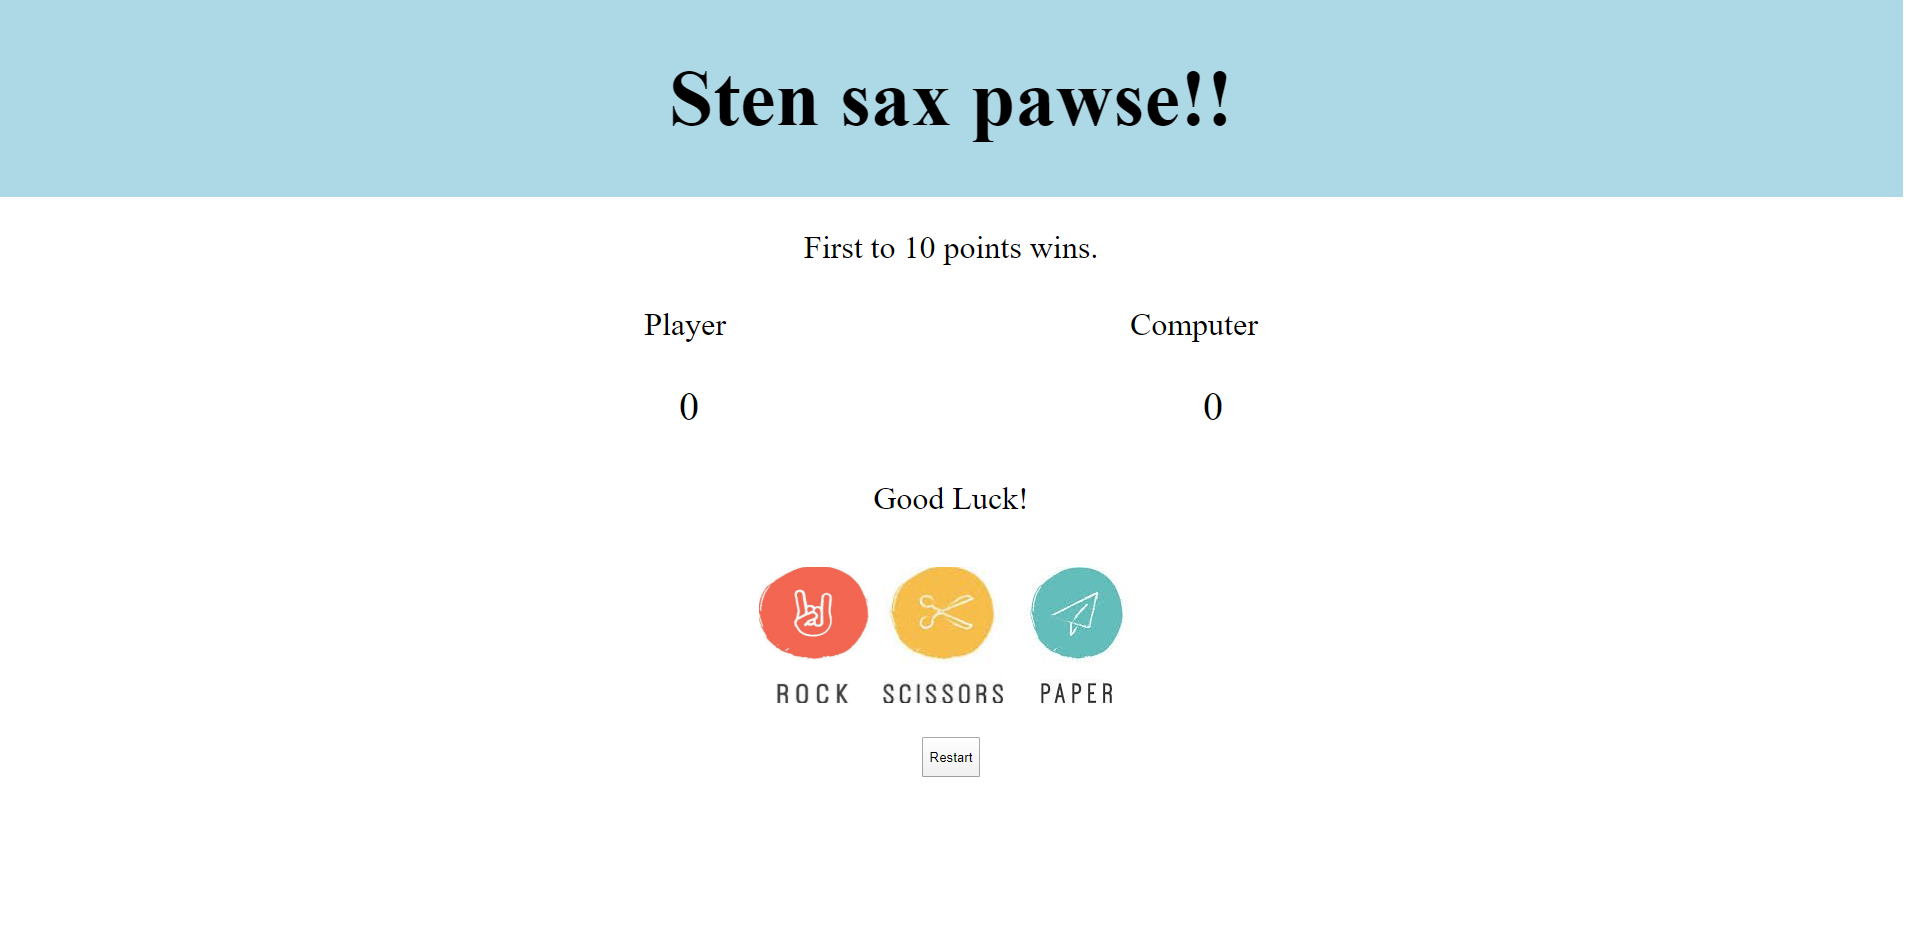 Sten sax pawse!!
First to 10 points wins.
Player Computer
0 0
Good Luck!
ROCK SCISSORS PAPER
Restart